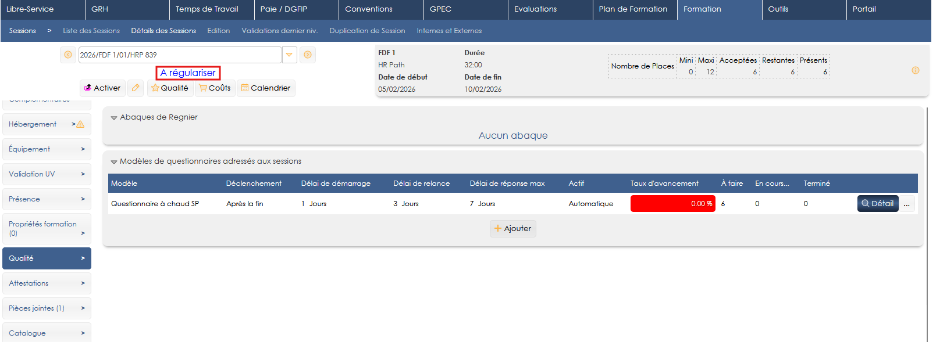 Libre-Service GRH Temps de Travail Paie / DGFIP Conventions GPEC Evaluations Plan de Formation Formation Outils Portail
Sessions > Liste des Sessions Détails des Sessions Edition Validations dernier niv. Duplication de Session Internes et Externes
2026/FDF 1/01/HRP 839
A régulariser
Activer Qualité Coûts Calendrier
FDF 1 Durée
HR Path 32:00
Date de début Date de fin
05/02/2026 10/02/2026
Mini Maxi Acceptées Restantes Présents
Nombre de Places 0 12 6 6 6
Complémentaires
Hébergement >
Équipement >
Validation UV >
Présence >
Propriétés formation
(0) >
Qualité >
Attestations >
Pièces jointes (1) >
Catalogue >
Abaques de Regnier
Aucun abaque
Modèles de questionnaires adressés aux sessions
Modèle Déclenchement Délai de démarrage Délai de relance Délai de réponse max Actif Taux d'avancement À faire En cours... Terminé
Questionnaire à chaud SP Après la fin 1 Jours 3 Jours 7 Jours Automatique 0.00 % 6 0 0 Détail ...
+ Ajouter